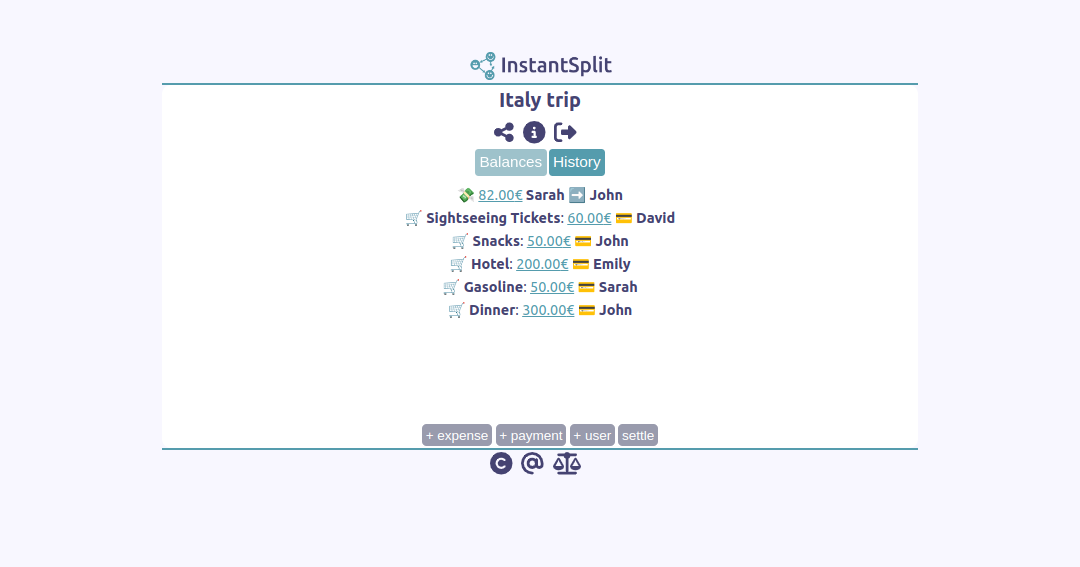 InstantSplit
Italy trip
Balances History
82.00€ Sarah ➡️ John
Sightseeing Tickets: 60.00€ David
Snacks: 50.00€ John
Hotel: 200.00€ Emily
Gasoline: 50.00€ Sarah
Dinner: 300.00€ John
+ expense + payment + user settle